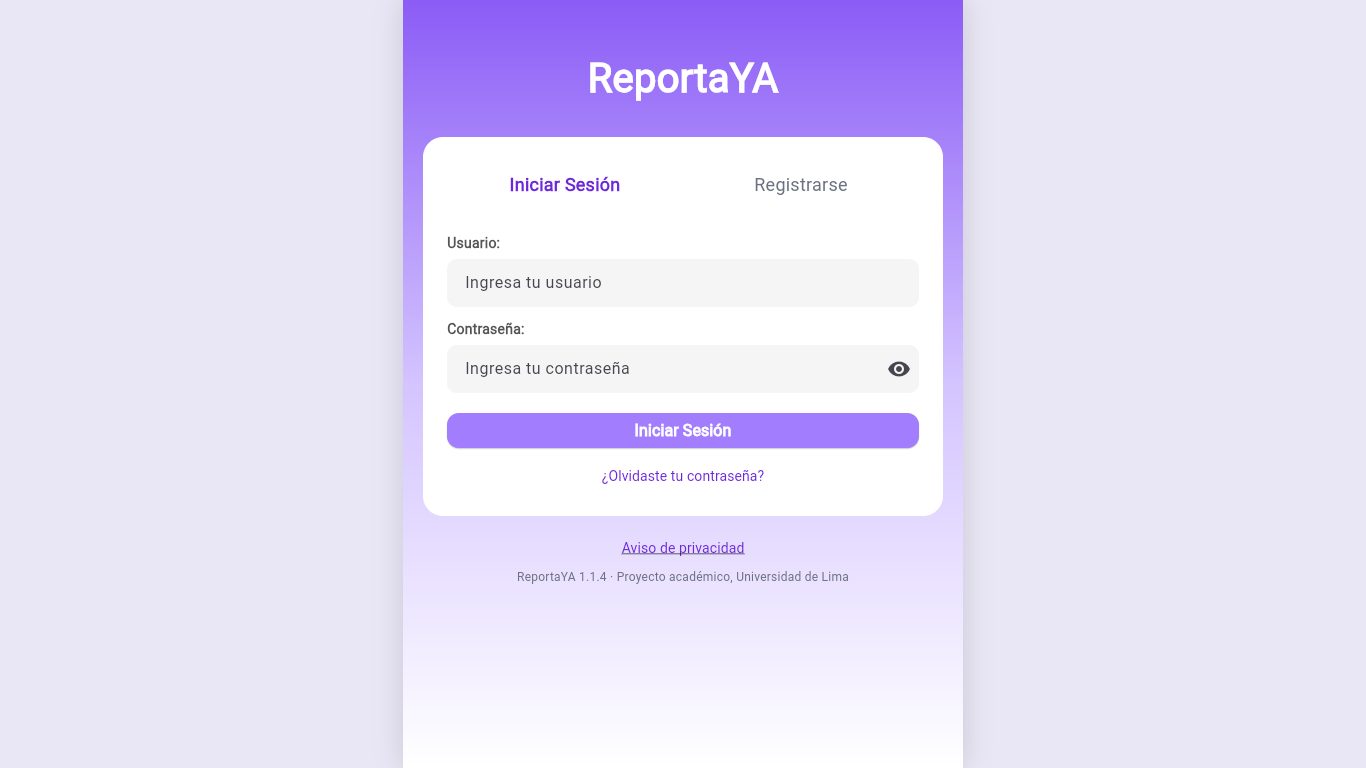 ReportaYA
Iniciar Sesión
Registrarse
Usuario:
Ingresa tu usuario
Contraseña:
Ingresa tu contraseña
Iniciar Sesión
¿Olvidaste tu contraseña?
Aviso de privacidad
ReportaYA 1.1.4 · Proyecto académico, Universidad de Lima